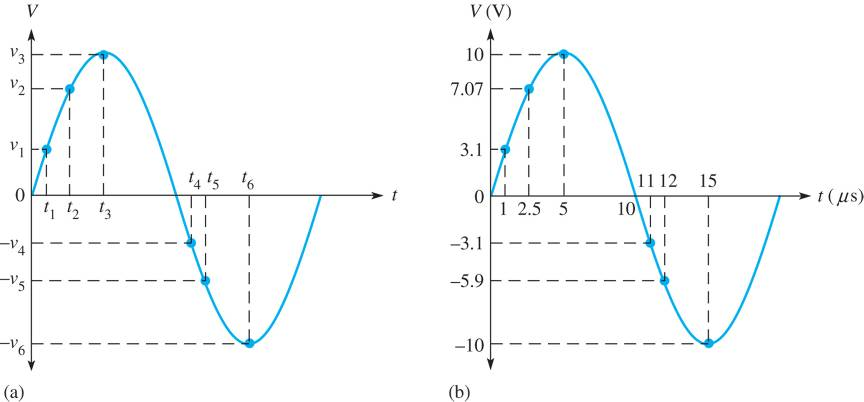 V
v3
v2
v1
0
−v4
−v5
−v6
t1 t2 t3
t4 t5 t6
t
(a)
V (V)
10
7.07
3.1
0
−3.1
−5.9
−10
1 2.5 5 10
11 12 15
t (μs)
(b)